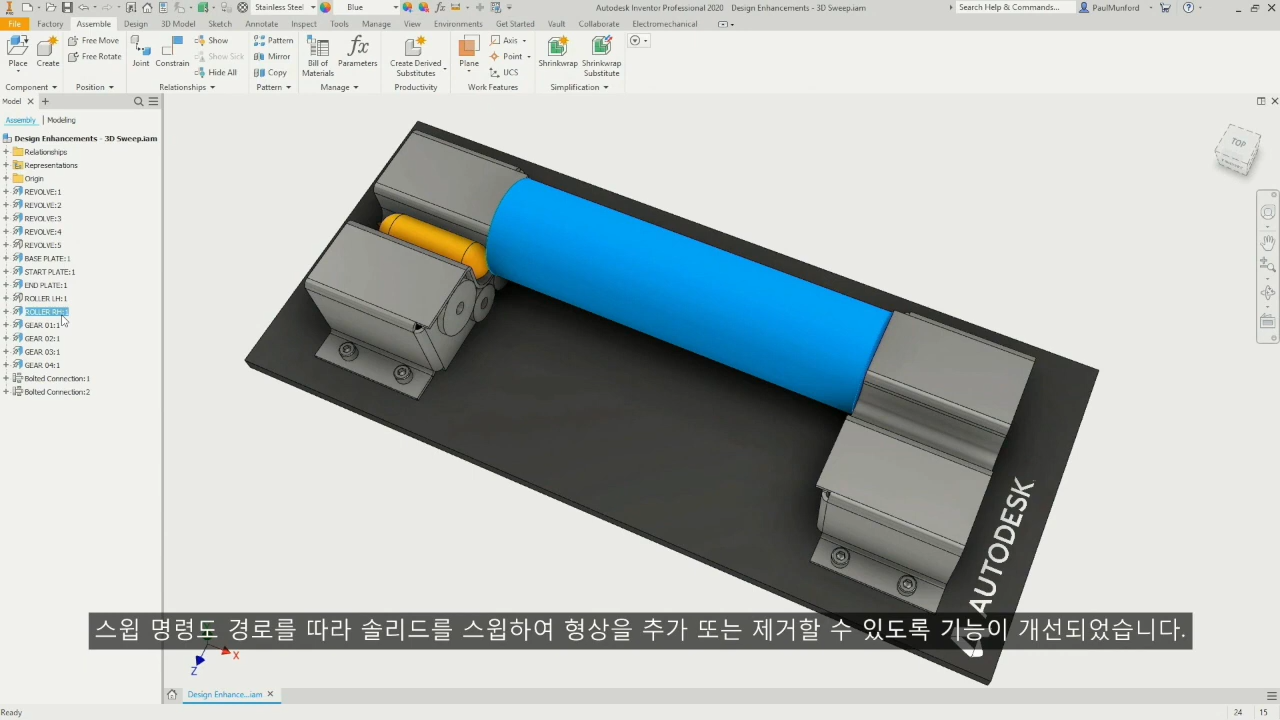 Stainless Steel
Blue
Autodesk Inventor Professional 2020
Design Enhancements - 3D Sweep.iam
Search Help & Commands...
PaulMunford
File
Factory
Assemble
Design
3D Model
Sketch
Annotate
Inspect
Tools
Manage
View
Environments
Get Started
Vault
Collaborate
Electromechanical
Place
Create
Free Move
Free Rotate
Joint
Constrain
Show
Show Sick
Hide All
Pattern
Mirror
Copy
Bill of
Materials
Parameters
Create Derived
Substitutes
Plane
Axis
Point
UCS
Shrinkwrap
Shrinkwrap
Substitute
Component
Position
Relationships
Pattern
Manage
Productivity
Work Features
Simplification
Model
Assembly
Modeling
Design Enhancements - 3D Sweep.iam
Relationships
Representations
Origin
REVOLVE:1
REVOLVE:2
REVOLVE:3
REVOLVE:4
REVOLVE:5
BASE PLATE:1
START PLATE:1
END PLATE:1
ROLLER LH:1
ROLLER RH:1
GEAR 01:1
GEAR 02:1
GEAR 03:1
GEAR 04:1
Bolted Connection:1
Bolted Connection:2
TOP
AUTODESK
스윕 명령도 경로를 따라 솔리드를 스윕하여 형상을 추가 또는 제거할 수 있도록 기능이 개선되었습니다.
X
Z
Design Enhance...iam
Ready
24
15